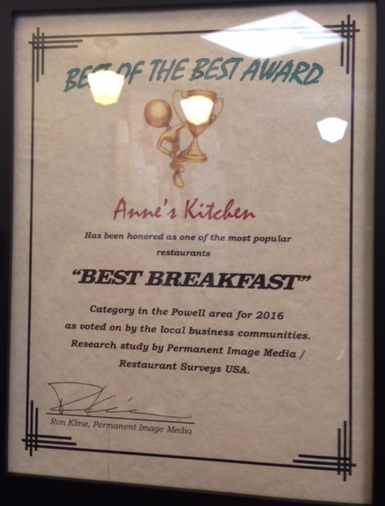 BEST OF THE BEST AWARD
Anne's Kitchen
Has been honored as one of the most popular
restaurants
"BEST BREAKFAST"
Category in the Powell area for 2016
as voted on by the local business communities.
Research study by Permanent Image Media /
Restaurant Surveys USA.
Ron Kline, Permanent Image Media